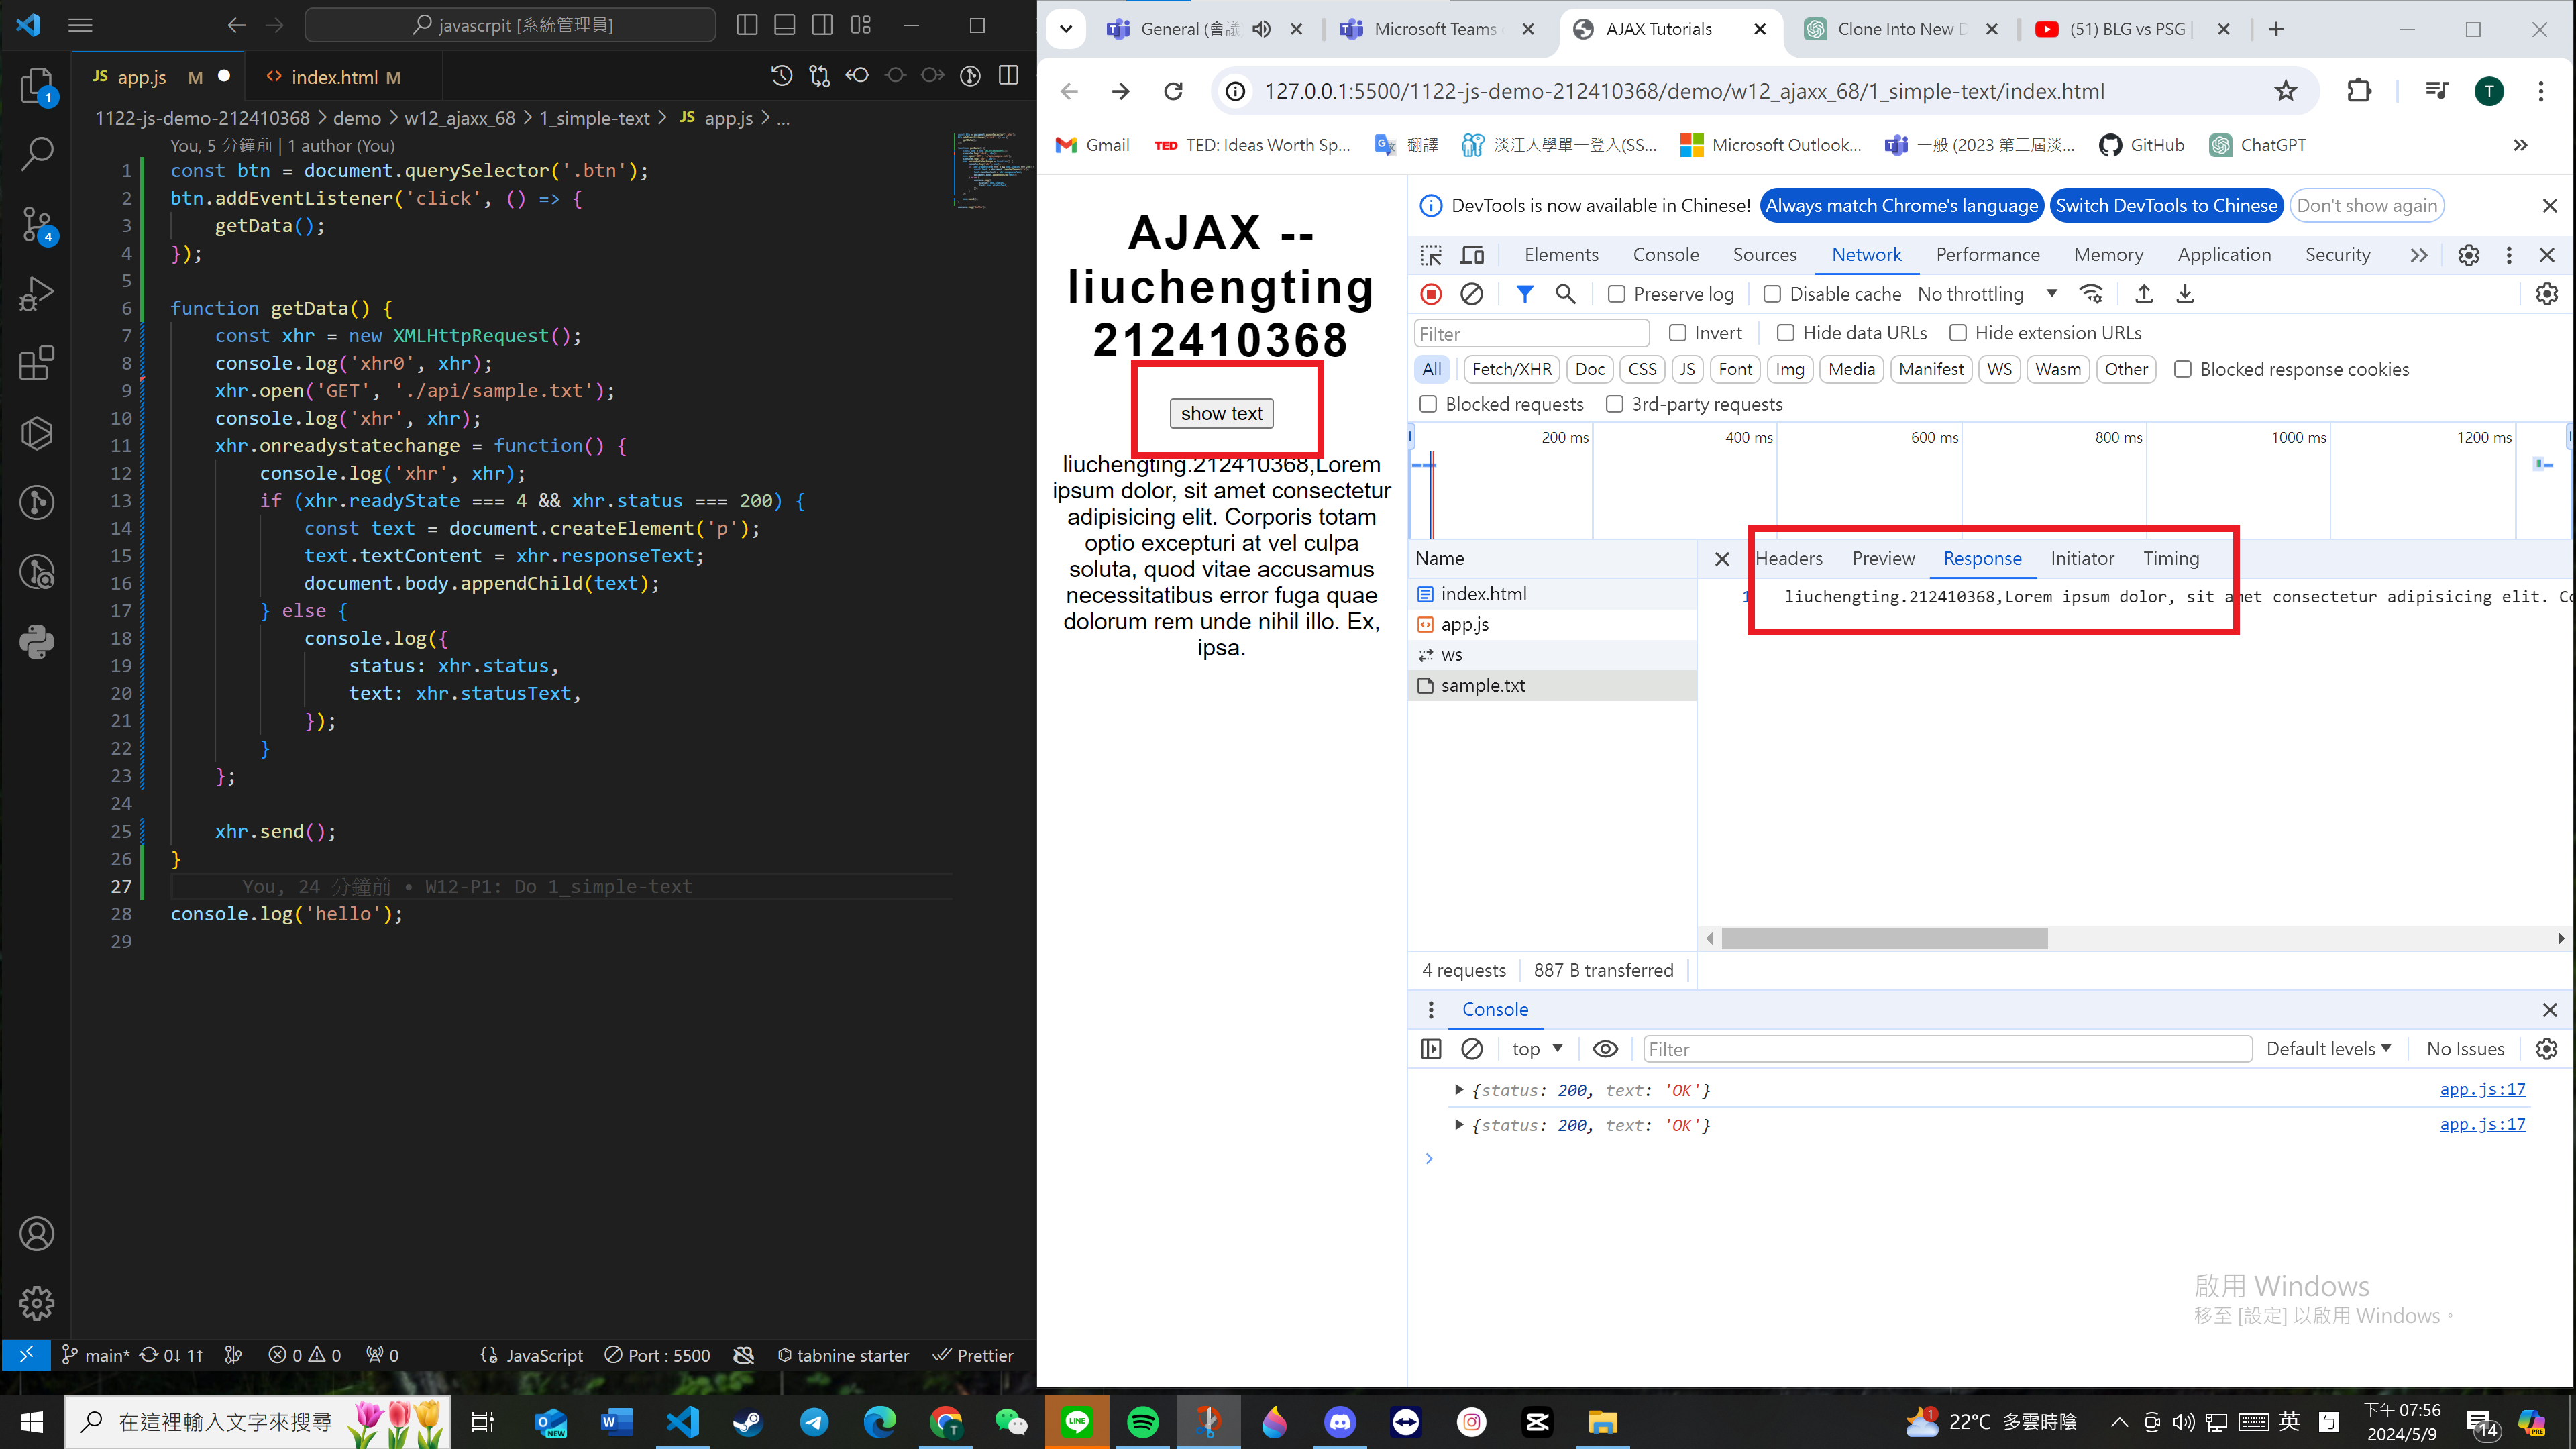 javascrpit [系統管理員]
JS app.js M
<> index.html M
1122-js-demo-212410368 > demo > w12_ajaxx_68 > 1_simple-text > JS app.js > ...
You, 5 分鐘前 | 1 author (You)
1 const btn = document.querySelector('.btn');
2 btn.addEventListener('click', () => {
3 getData();
4 });
5
6 function getData() {
7 const xhr = new XMLHttpRequest();
8 console.log('xhr0', xhr);
9 xhr.open('GET', './api/sample.txt');
10 console.log('xhr', xhr);
11 xhr.onreadystatechange = function() {
12 console.log('xhr', xhr);
13 if (xhr.readyState === 4 && xhr.status === 200) {
14 const text = document.createElement('p');
15 text.textContent = xhr.responseText;
16 document.body.appendChild(text);
17 } else {
18 console.log({
19 status: xhr.status,
20 text: xhr.statusText,
21 });
22 }
23 };
24
25 xhr.send();
26 }
27 You, 24 分鐘前 • W12-P1: Do 1_simple-text
28 console.log('hello');
29
1
4
main* 0↓ 1↑ 0 0 0 JavaScript Port : 5500 tabnine starter Prettier
General (會議
Microsoft Teams
AJAX Tutorials
Clone Into New D
(51) BLG vs PSG |
127.0.0.1:5500/1122-js-demo-212410368/demo/w12_ajaxx_68/1_simple-text/index.html
T
Gmail
TED TED: Ideas Worth Sp...
翻譯
淡江大學單一登入(SS...
Microsoft Outlook...
一般 (2023 第二屆淡...
GitHub
ChatGPT
AJAX --
liuchengting
212410368
show text
liuchengting.212410368,Lorem
ipsum dolor, sit amet consectetur
adipisicing elit. Corporis totam
optio excepturi at vel culpa
soluta, quod vitae accusamus
necessitatibus error fuga quae
dolorum rem unde nihil illo. Ex,
ipsa.
DevTools is now available in Chinese! Always match Chrome's language Switch DevTools to Chinese Don't show again
Elements Console Sources Network Performance Memory Application Security
Preserve log Disable cache No throttling
Filter Invert Hide data URLs Hide extension URLs
All Fetch/XHR Doc CSS JS Font Img Media Manifest WS Wasm Other Blocked response cookies
Blocked requests 3rd-party requests
200 ms 400 ms 600 ms 800 ms 1000 ms 1200 ms
Name
index.html
app.js
ws
sample.txt
Headers Preview Response Initiator Timing
1 liuchengting.212410368,Lorem ipsum dolor, sit amet consectetur adipisicing elit. Co
4 requests 887 B transferred
Console
top Filter Default levels No Issues
{status: 200, text: 'OK'} app.js:17
{status: 200, text: 'OK'} app.js:17
啟用 Windows
移至 [設定] 以啟用 Windows。
在這裡輸入文字來搜尋
NEW
LINE
1
22°C 多雲時陰
英
下午 07:56
2024/5/9
14
PRE